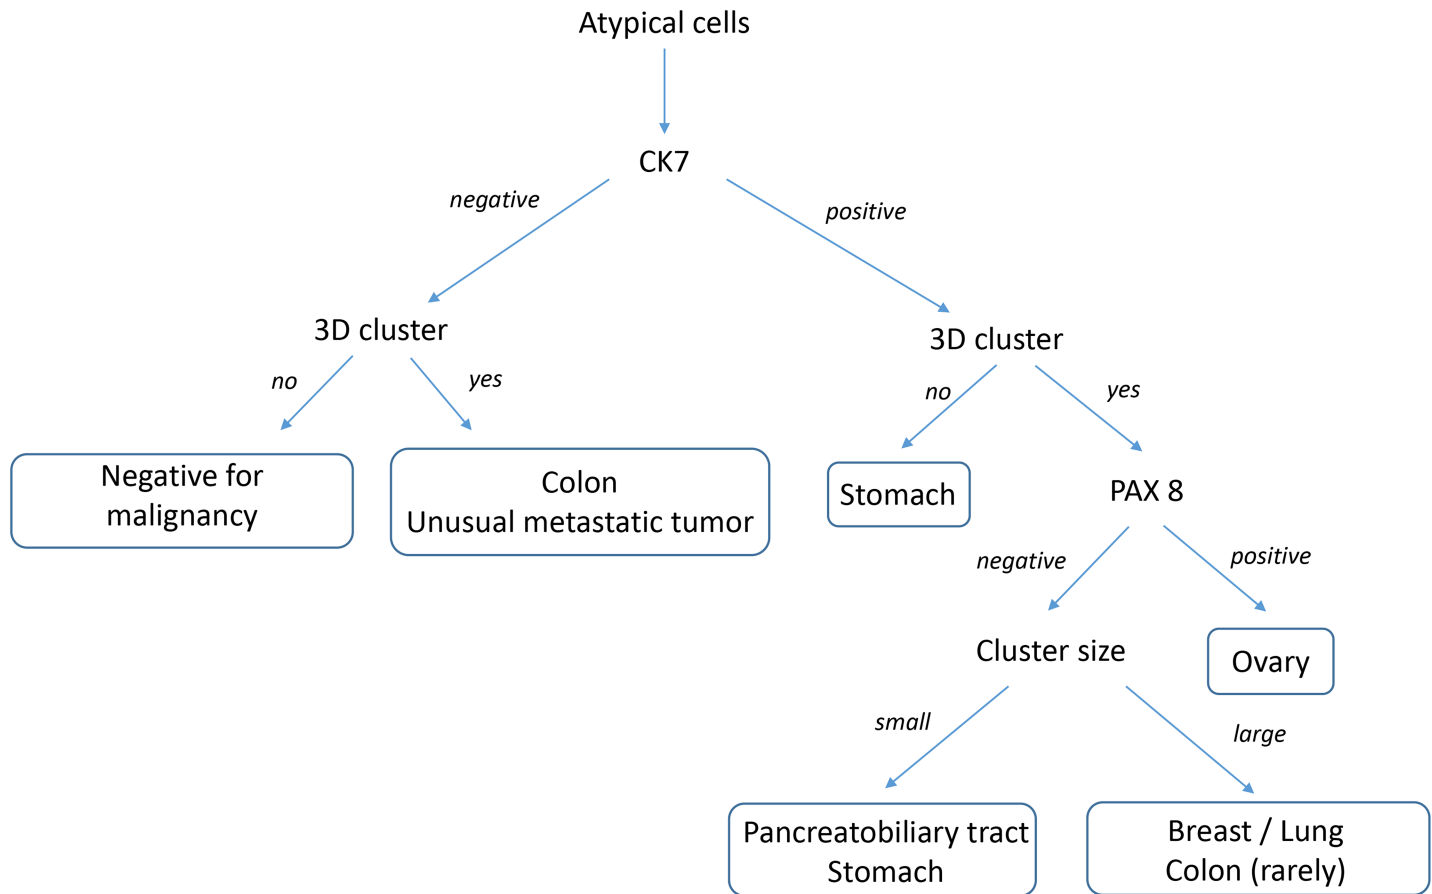 Atypical cells
CK7
negative
positive
3D cluster
3D cluster
no
yes
no
yes
Negative for
malignancy
Colon
Unusual metastatic tumor
Stomach
PAX 8
negative
positive
Cluster size
Ovary
small
large
Pancreatobiliary tract
Stomach
Breast / Lung
Colon (rarely)